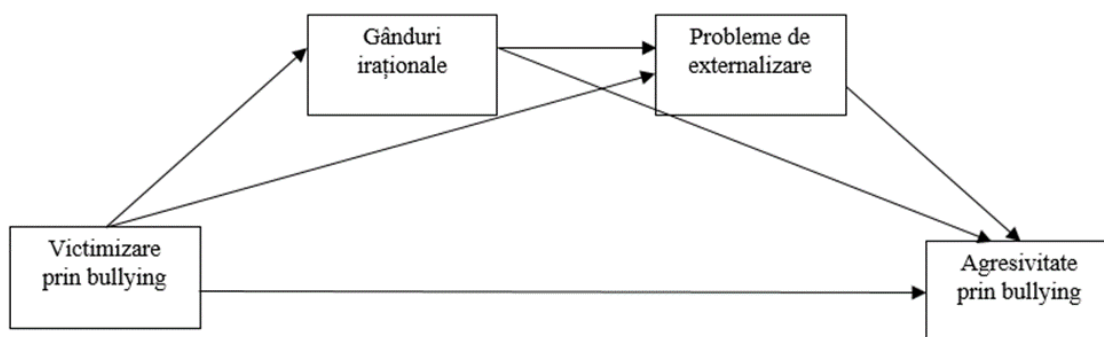 Gânduri
iraționale
Probleme de
externalizare
Victimizare
prin bullying
Agresivitate
prin bullying